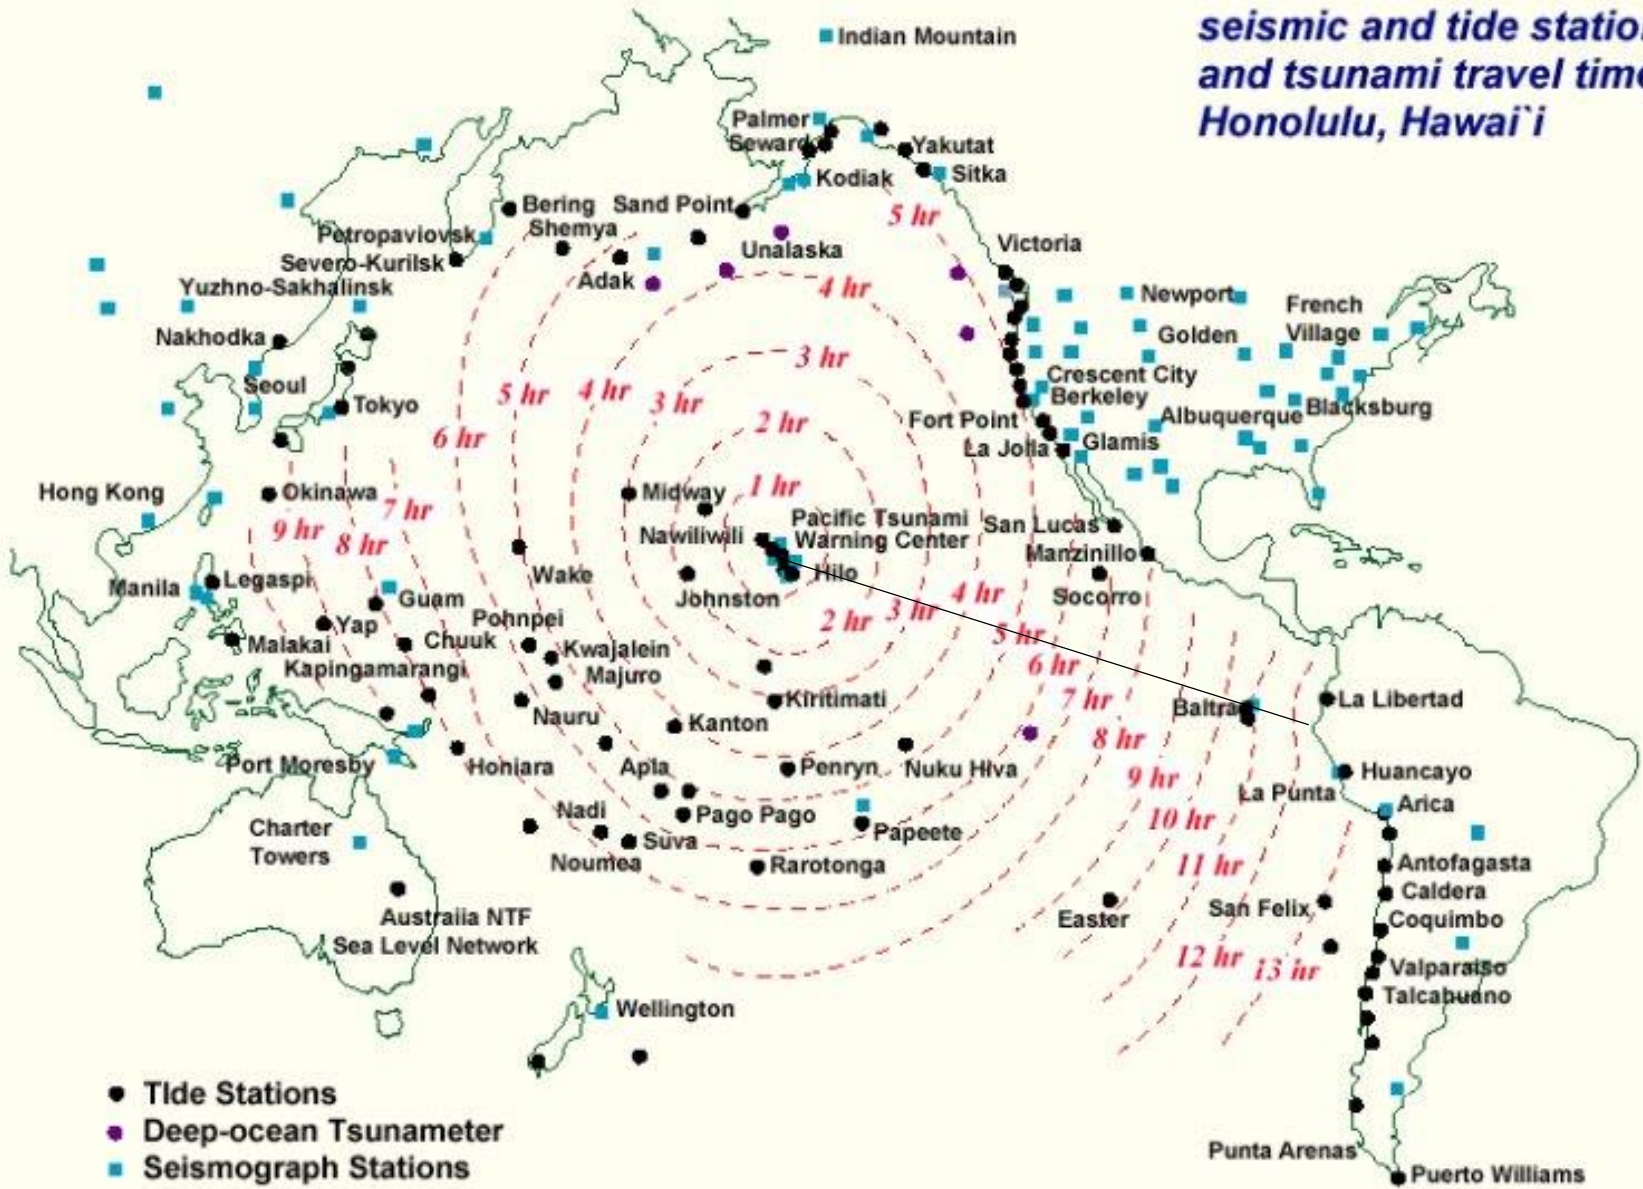 seismic and tide station
and tsunami travel time
Honolulu, Hawai`i
Indian Mountain
Palmer
Seward
Yakutat
Kodiak
Sitka
5 hr
Bering
Sand Point
Shemya
Petropaviovsk
Severo-Kurilsk
Unalaska
Victoria
Adak
Yuzhno-Sakhalinsk
4 hr
Newport
French
Village
Nakhodka
Golden
3 hr
Seoul
Crescent City
Berkeley
Tokyo
5 hr
4 hr
3 hr
2 hr
Fort Point
Albuquerque
Blacksburg
6 hr
La Jolla
Glamis
Hong Kong
Okinawa
7 hr
Midway
1 hr
9 hr
8 hr
Nawiliwili
Pacific Tsunami
Warning Center
San Lucas
Manzinillo
Manila
Legaspi
Wake
Hilo
Guam
Johnston
Socorro
4 hr
3 hr
2 hr
Yap
Pohnpei
Malakai
Chuuk
Kwajalein
5 hr
Kapingamarangi
Majuro
6 hr
Kiritimati
7 hr
Baltra
La Libertad
Nauru
Kanton
8 hr
Port Moresby
Honiara
Apia
Penryn
Nuku Hiva
9 hr
Huancayo
La Punta
Arica
Nadi
Pago Pago
10 hr
Charter
Towers
Suva
Papeete
Noumea
Rarotonga
11 hr
Antofagasta
Caldera
Australia NTF
Sea Level Network
Easter
San Felix
Coquimbo
12 hr
13 hr
Valparaiso
Talcahuano
Wellington
TIde Stations
Deep-ocean Tsunameter
Seismograph Stations
Punta Arenas
Puerto Williams